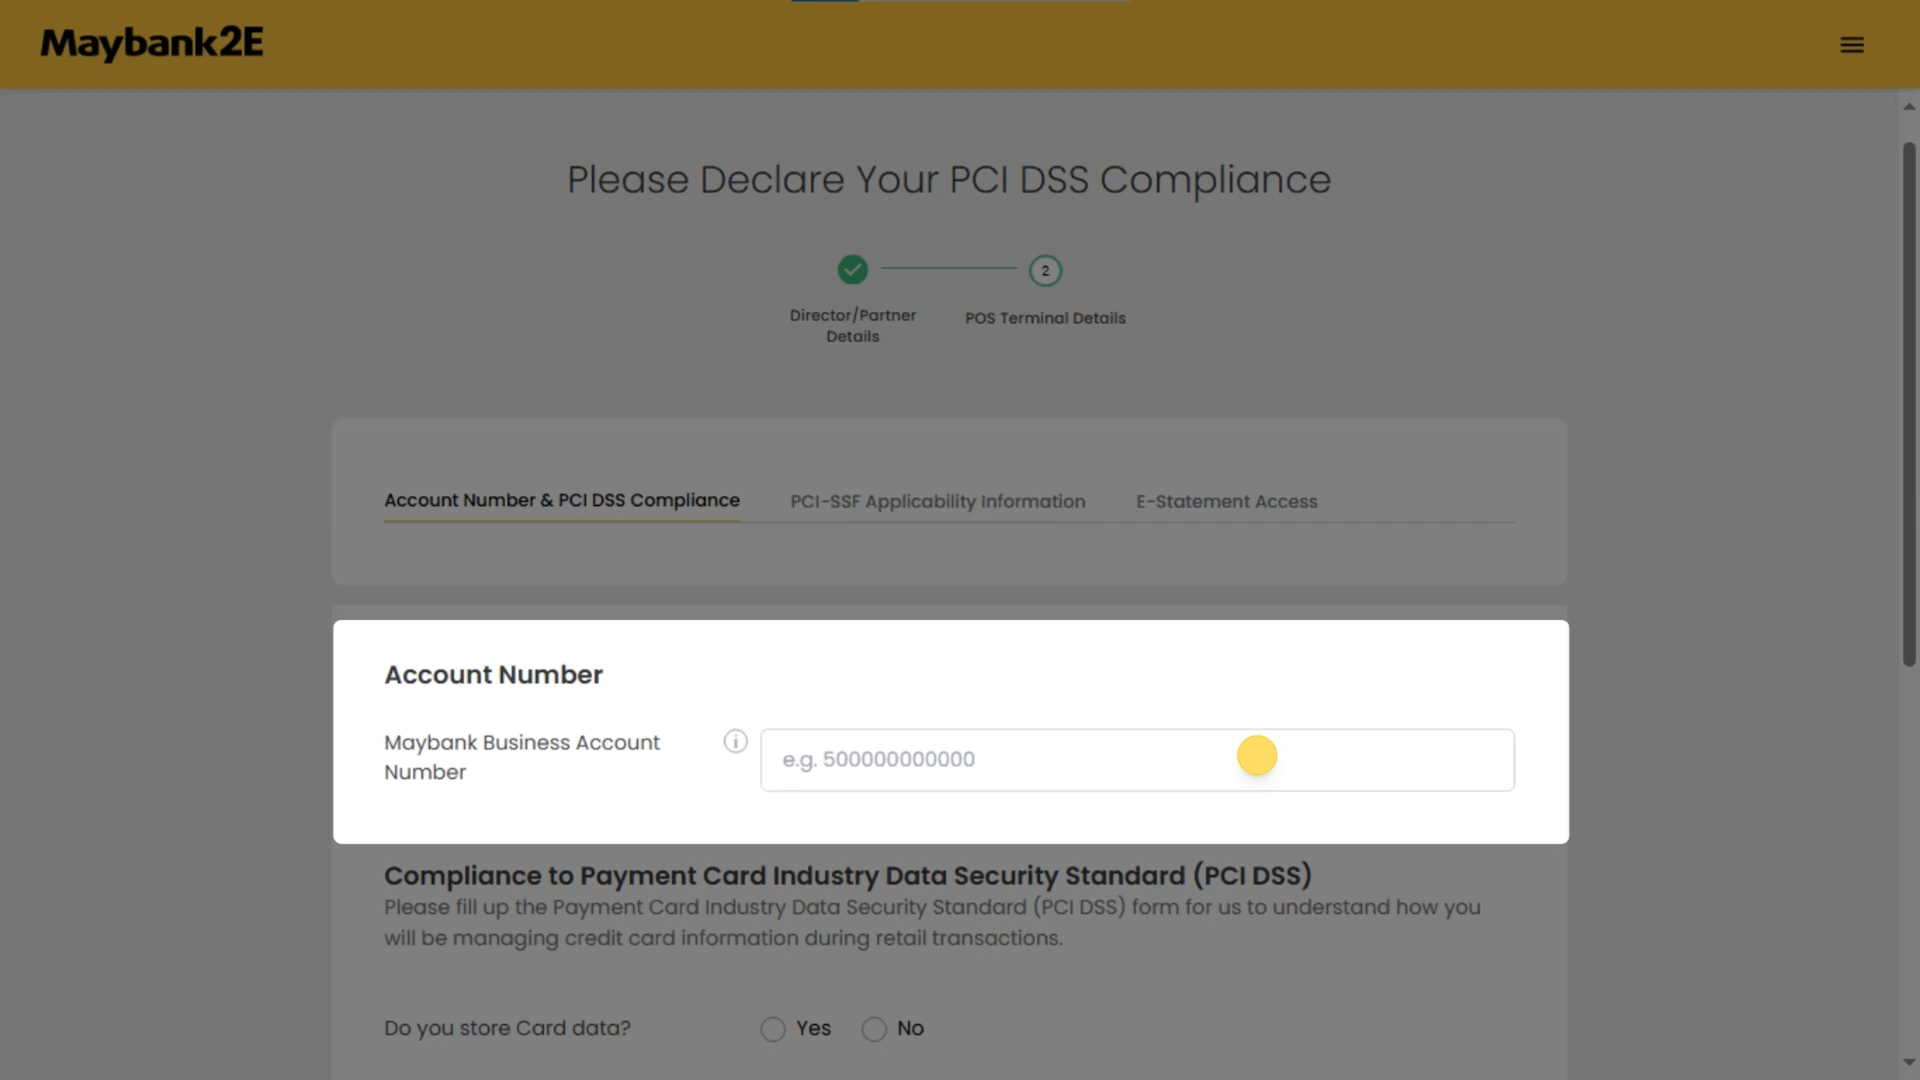 Maybank2E
Please Declare Your PCI DSS Compliance
2
Director/Partner
Details
POS Terminal Details
Account Number & PCI DSS Compliance
PCI-SSF Applicability Information
E-Statement Access
Account Number
Maybank Business Account
Number
e.g. 500000000000
Compliance to Payment Card Industry Data Security Standard (PCI DSS)
Please fill up the Payment Card Industry Data Security Standard (PCI DSS) form for us to understand how you
will be managing credit card information during retail transactions.
Do you store Card data?
Yes
No